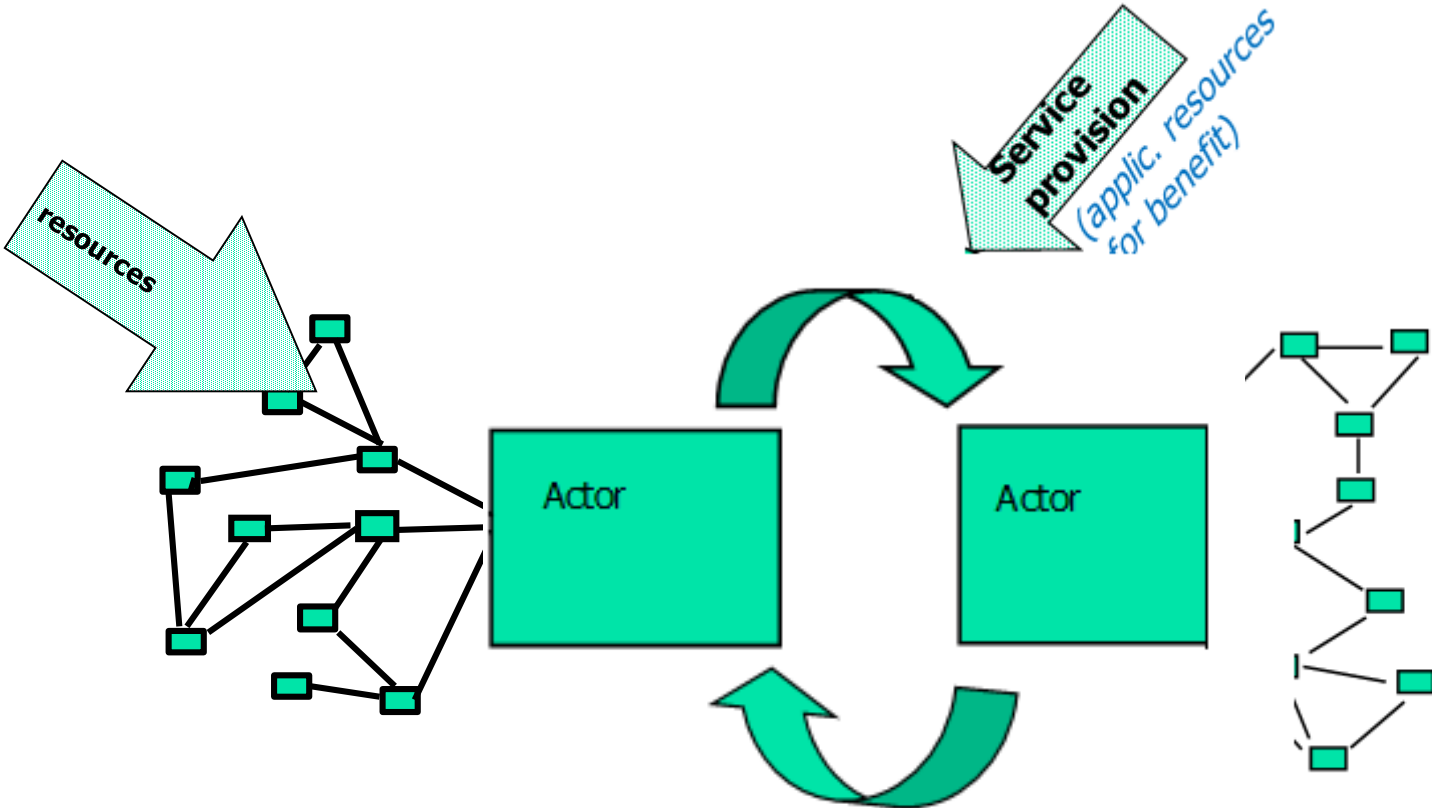 Service
provision
(applic. resources
for benefit)
resources
Actor
Actor